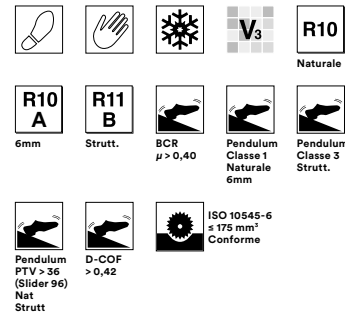 V3
R10
Naturale
R10
A
6mm
R11
B
Strutt.
BCR
μ > 0,40
Pendulum
Classe 1
Naturale
6mm
Pendulum
Classe 3
Strutt.
Pendulum
PTV > 36
(Slider 96)
Nat
Strutt
D-COF
> 0,42
ISO 10545-6
≤ 175 mm³
Conforme